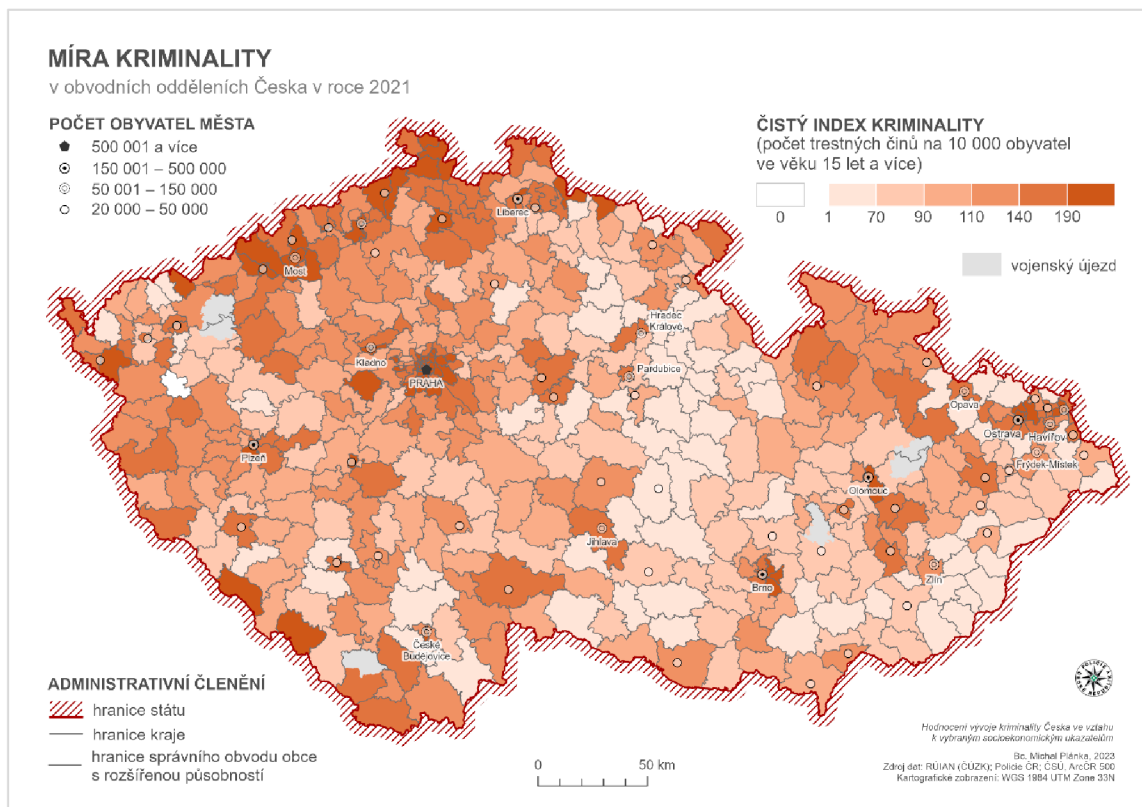 MÍRA KRIMINALITY
v obvodních odděleních Česka v roce 2021
POČET OBYVATEL MĚSTA
500 001 a více
150 001 – 500 000
50 001 – 150 000
20 000 – 50 000
ČISTÝ INDEX KRIMINALITY
(počet trestných činů na 10 000 obyvatel
ve věku 15 let a více)
0 1 70 90 110 140 190
vojenský újezd
Liberec
Most
Hradec
Králové
Kladno
PRAHA
Pardubice
Opava
Ostrava
Havířov
Plzeň
Frýdek-Místek
Olomouc
Jihlava
Brno
Zlín
České
Budějovice
ADMINISTRATIVNÍ ČLENĚNÍ
hranice státu
hranice kraje
hranice správního obvodu obce
s rozšířenou působností
0 50 km
POLICIE
ČESKÉ REPUBLIKY
Hodnocení vývoje kriminality Česka ve vztahu
k vybraným socioekonomickým ukazatelům
Bc. Michal Plánka, 2023
Zdroj dat: RÚIAN (ČÚZK); Policie ČR; ČSÚ, ArcČR 500
Kartografické zobrazení: WGS 1984 UTM Zone 33N